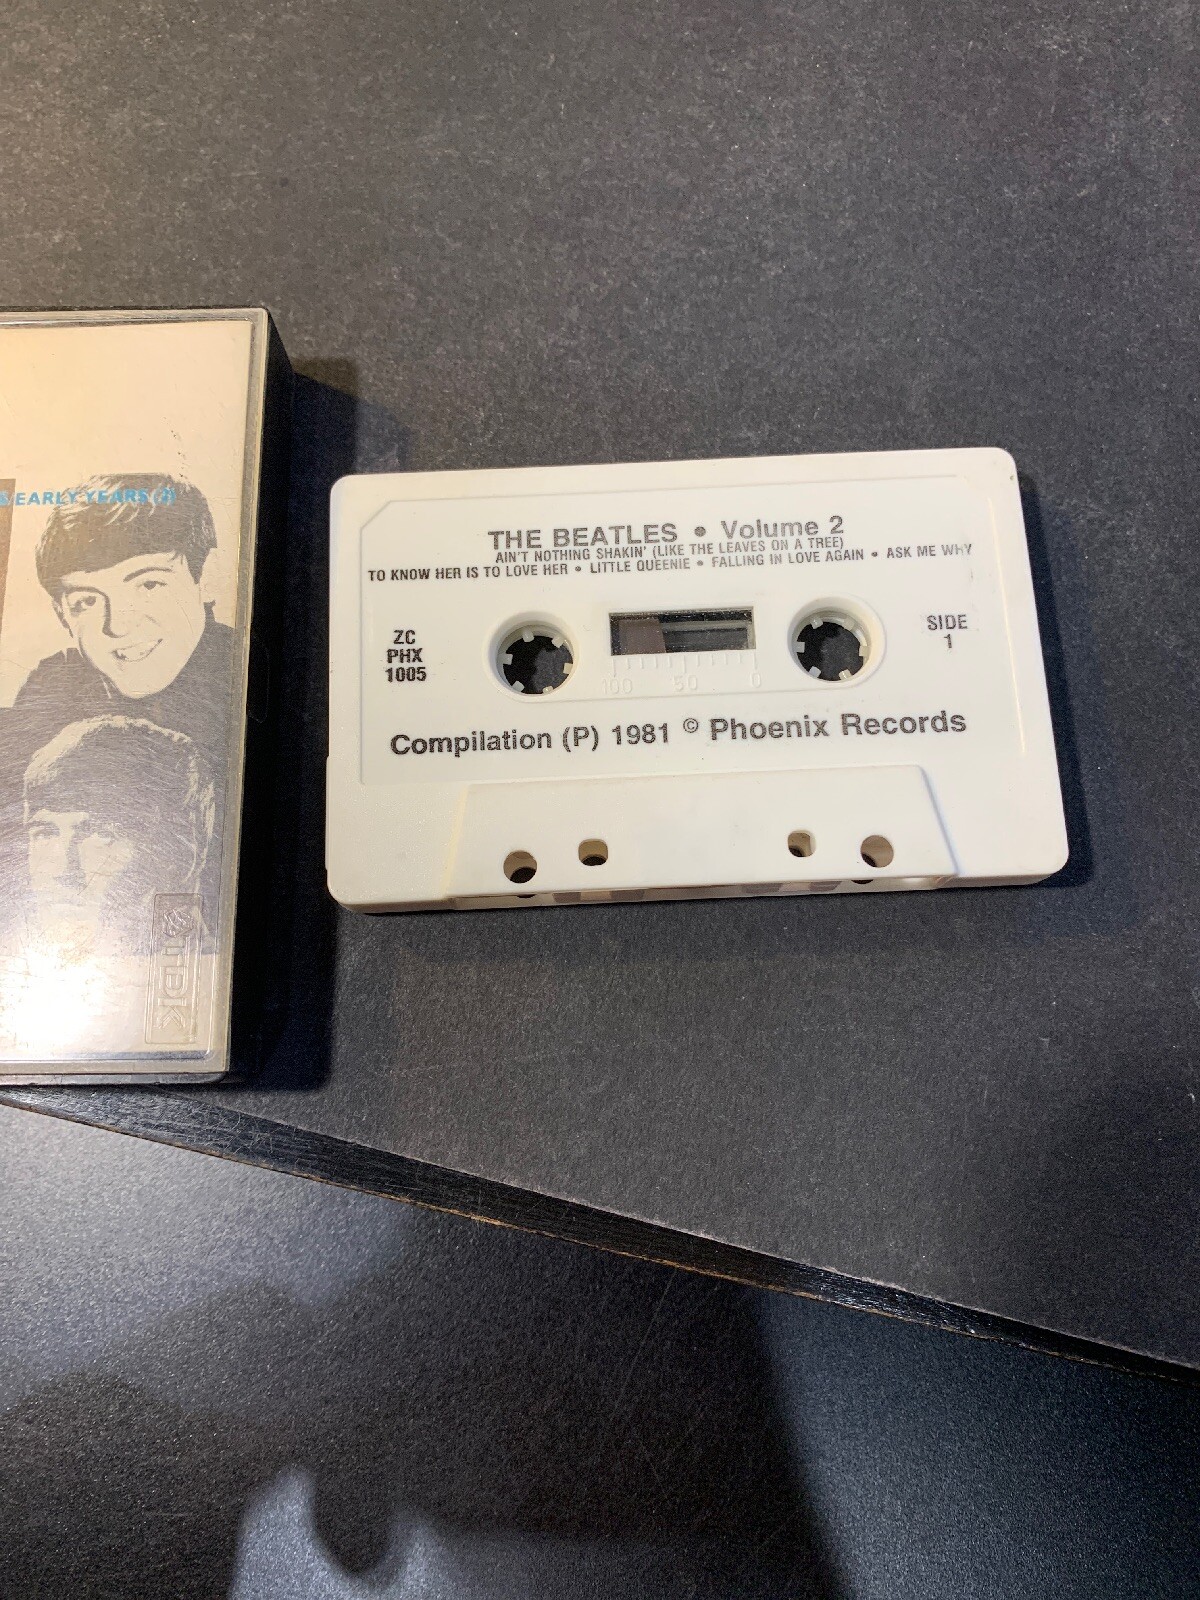 & EARLY YEARS (2)
TDK
THE BEATLES • Volume 2
AIN'T NOTHING SHAKIN' (LIKE THE LEAVES ON A TREE)
TO KNOW HER IS TO LOVE HER • LITTLE QUEENIE • FALLING IN LOVE AGAIN • ASK ME WHY
ZC
PHX
1005
100 50 0
SIDE
1
Compilation (P) 1981 © Phoenix Records